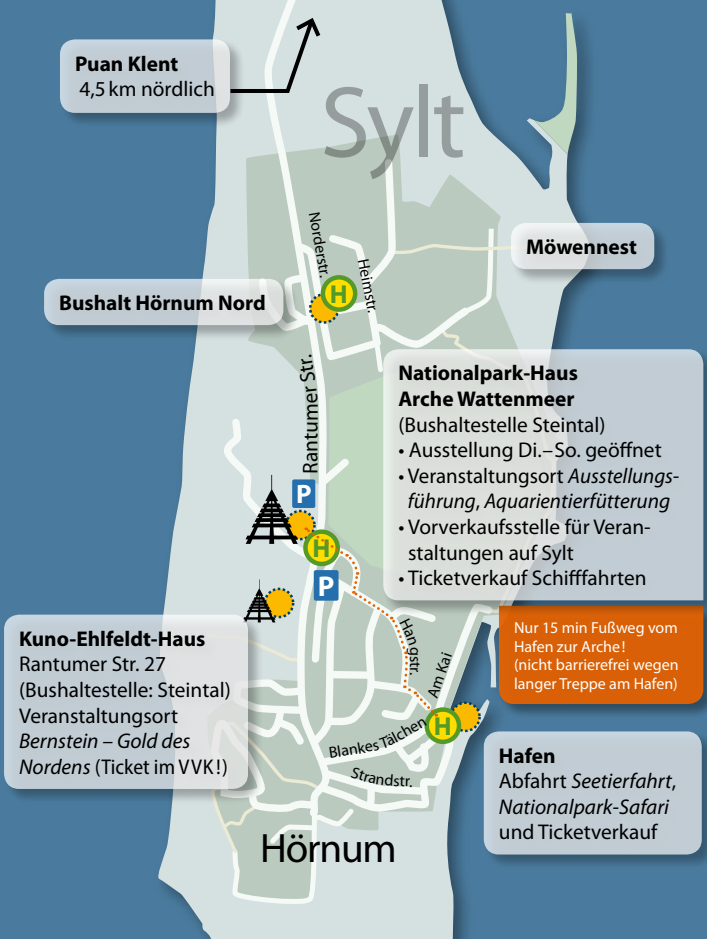 Puan Klent
4,5 km nördlich
Sylt
Norderstr.
Heimstr.
Möwennest
H
Bushalt Hörnum Nord
Rantumer Str.
Nationalpark-Haus
Arche Wattenmeer
(Bushaltestelle Steintal)
• Ausstellung Di.–So. geöffnet
• Veranstaltungsort Ausstellungs-
führung, Aquarientierfütterung
• Vorverkaufsstelle für Veran-
staltungen auf Sylt
• Ticketverkauf Schifffahrten
P
H
P
Nur 15 min Fußweg vom
Hafen zur Arche!
(nicht barrierefrei wegen
langer Treppe am Hafen)
Hangstr.
Am Kai
Kuno-Ehlfeldt-Haus
Rantumer Str. 27
(Bushaltestelle: Steintal)
Veranstaltungsort
Bernstein – Gold des
Nordens (Ticket im VVK!)
H
Blankes Tälchen
Strandstr.
Hafen
Abfahrt Seetierfahrt,
Nationalpark-Safari
und Ticketverkauf
Hörnum